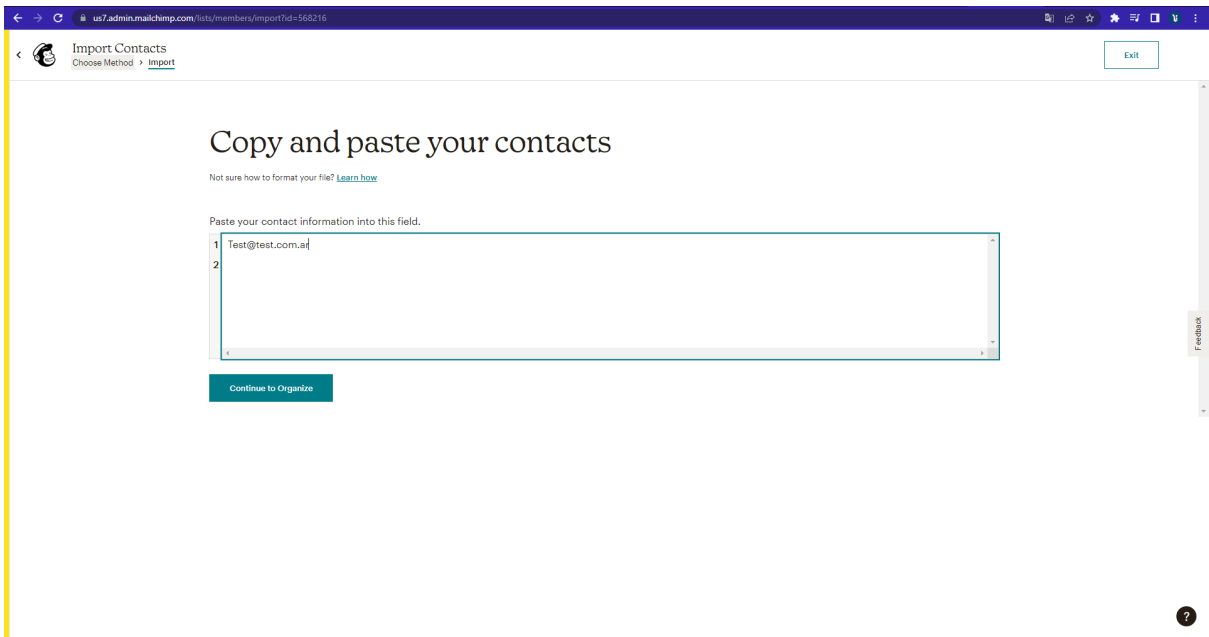 us7.admin.mailchimp.com/lists/members/import?id=568216
Import Contacts
Choose Method > Import
Exit
Copy and paste your contacts
Not sure how to format your file? Learn how
Paste your contact information into this field.
1 Test@test.com.ar
2
Feedback
Continue to Organize
?